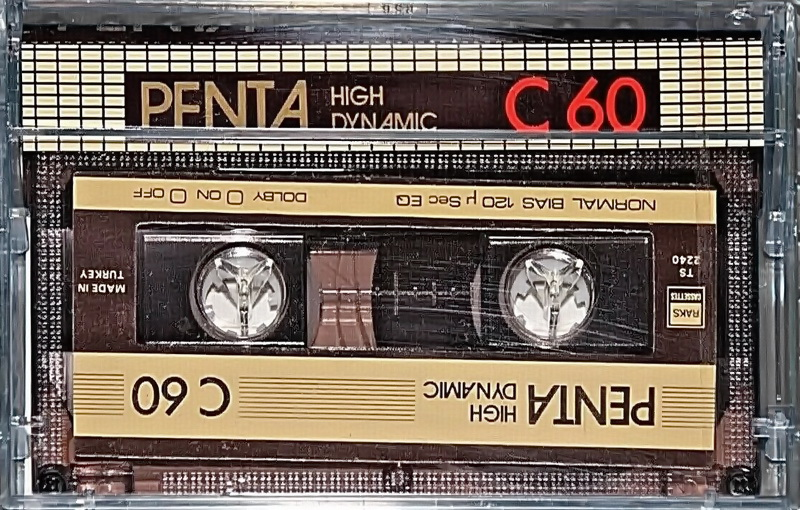 PENTA HIGH DYNAMIC C 60
NORMAL BIAS 120 µ Sec EQ DOLBY ON OFF
RAKS CASSETTES
TS 2240
MADE IN TURKEY
PENTA HIGH DYNAMIC C 60